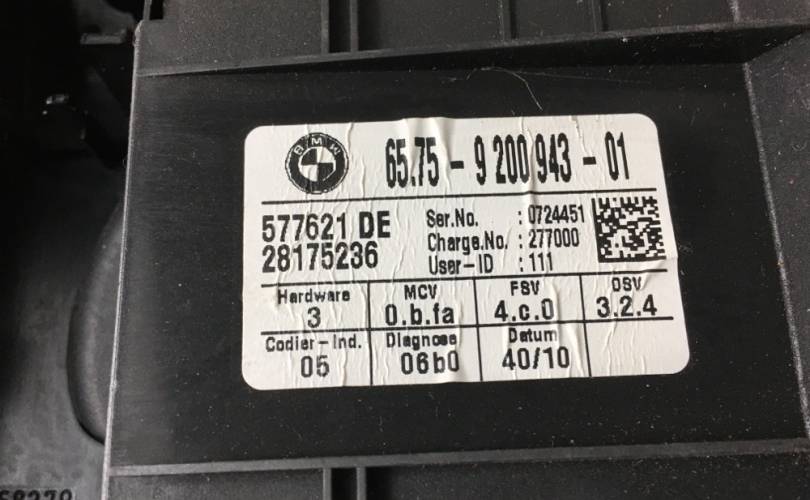 BMW
65.75 - 9 200 943 - 01
577621 DE
28175236
Ser.No. : 0724451
Charge.No. : 277000
User-ID : 111
Hardware MCV FSV DSV
3 0.b.fa 4.c.0 3.2.4
Codier-Ind. Diagnose Datum
05 06b0 40/10